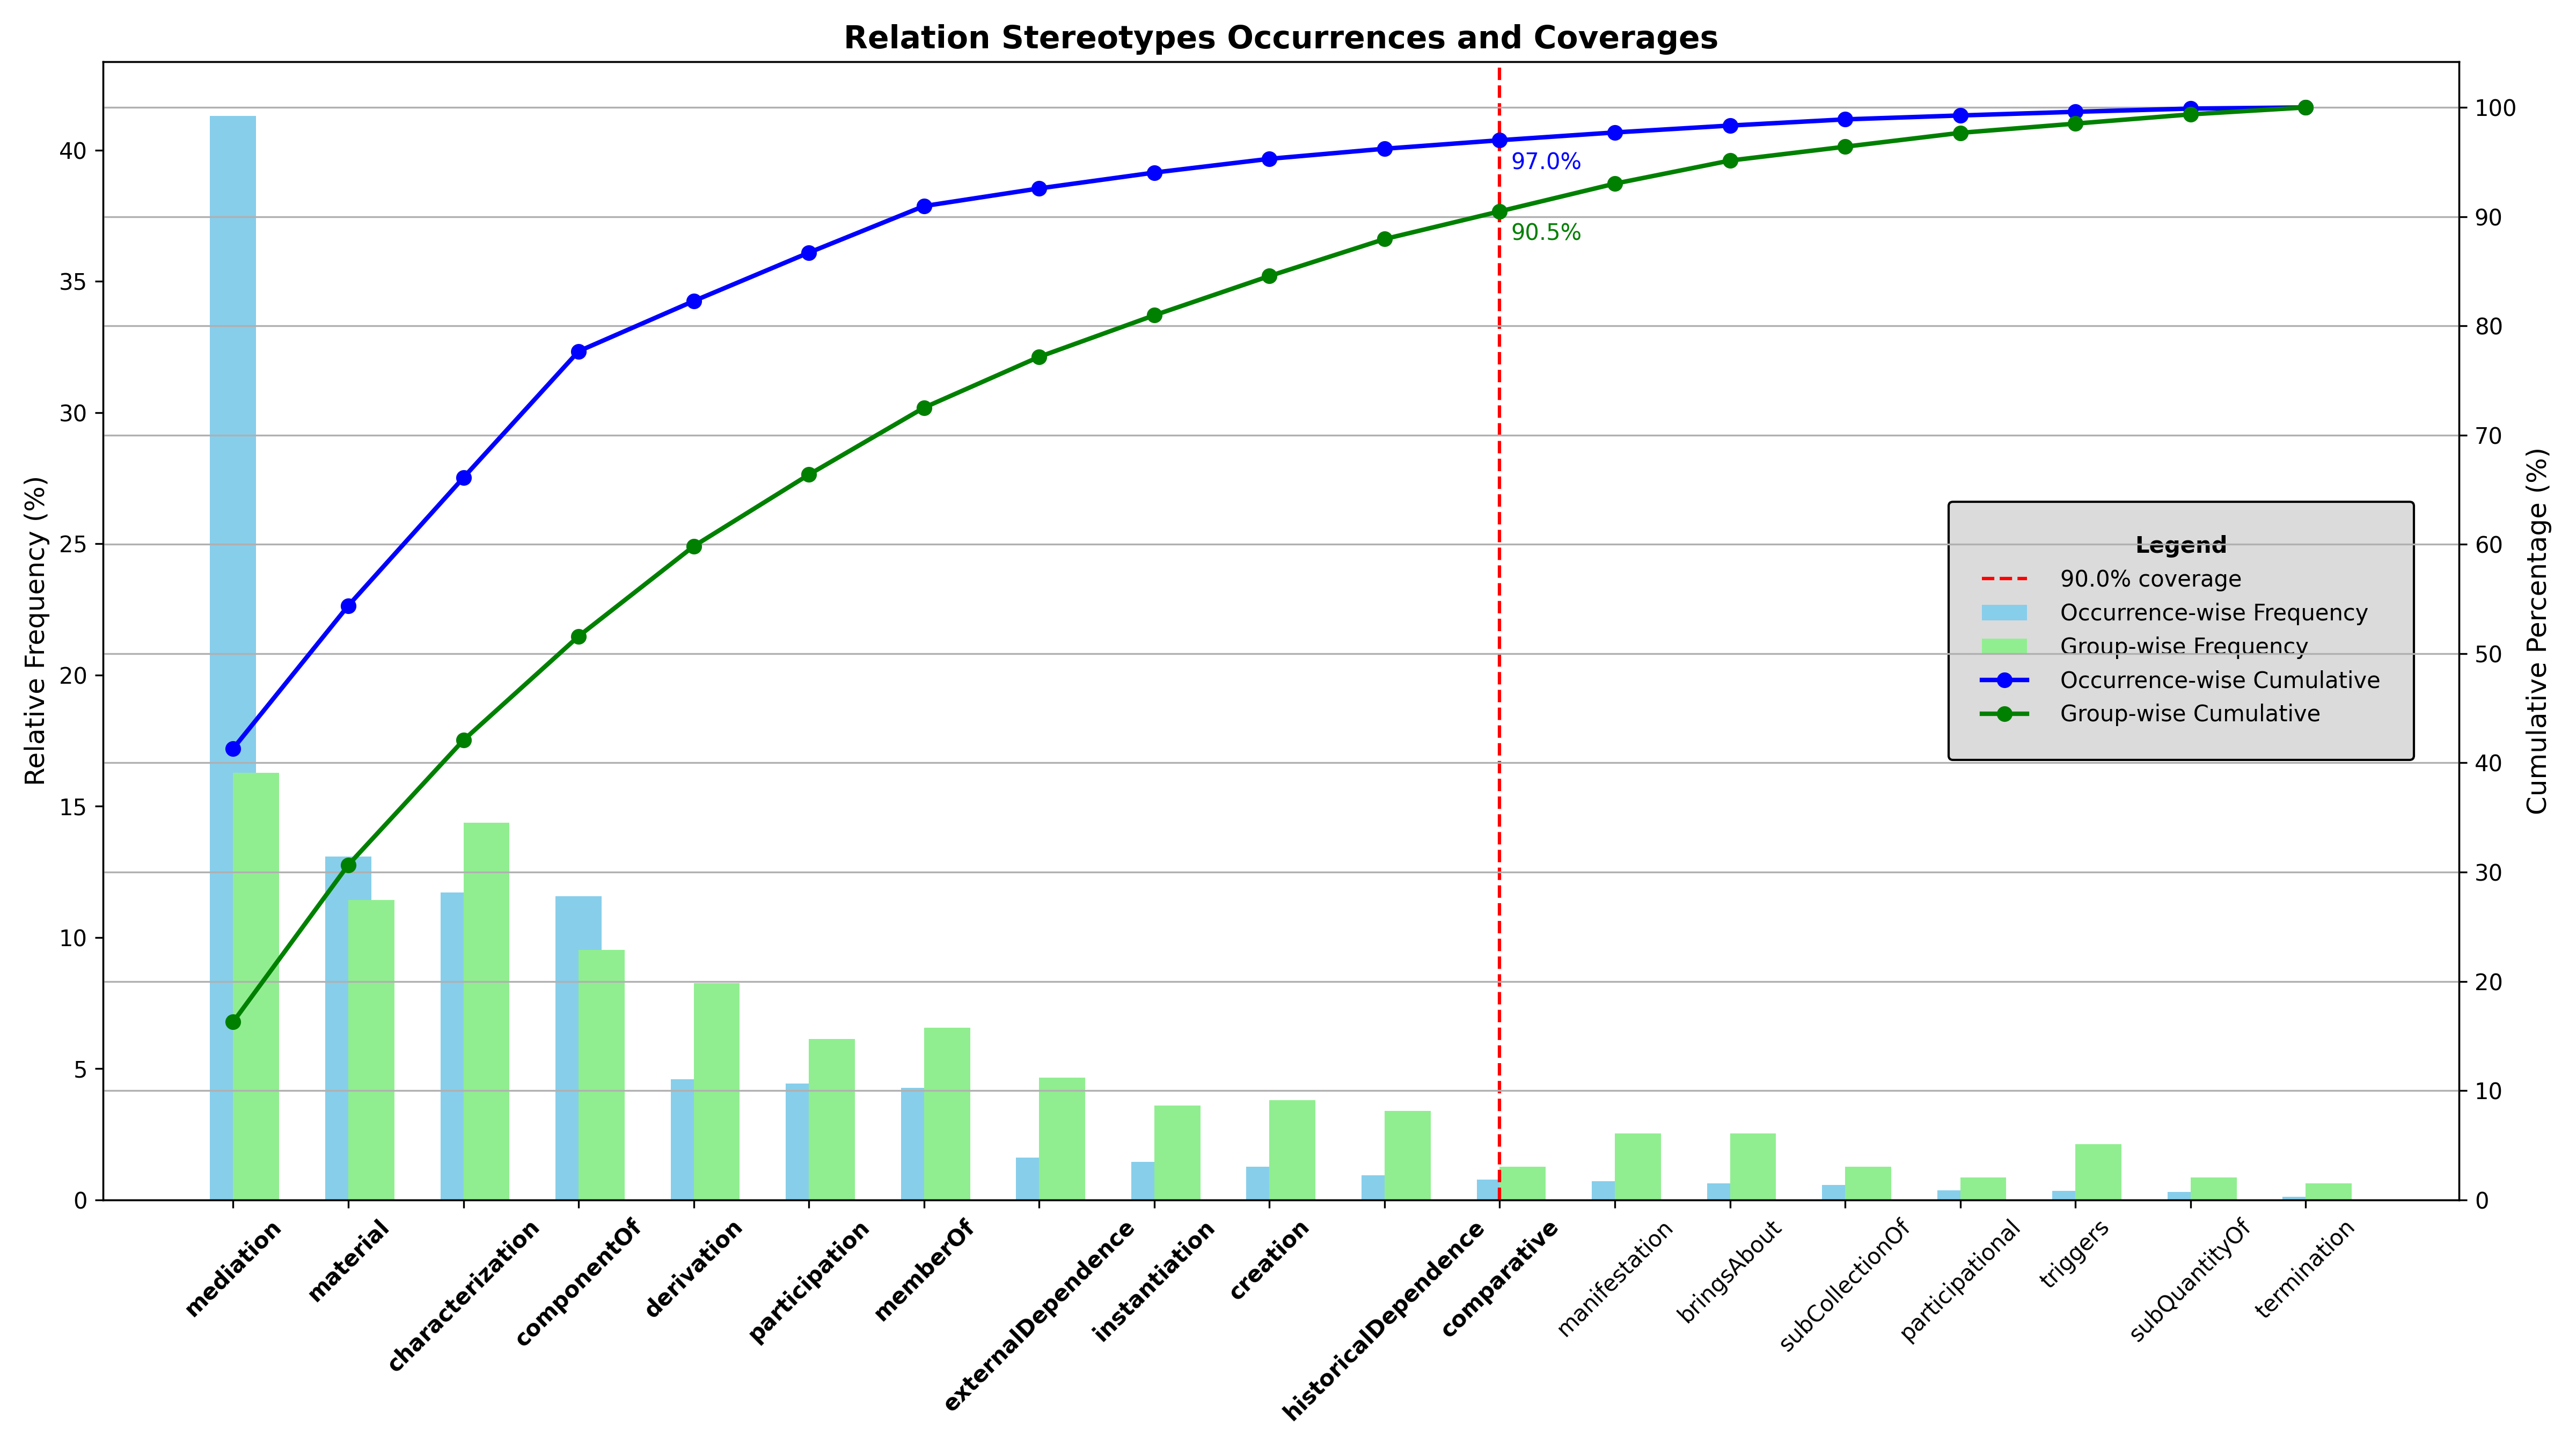 Relation Stereotypes Occurrences and Coverages
Relative Frequency (%)
40
35
30
25
20
15
10
5
0
97.0%
90.5%
Legend
90.0% coverage
Occurrence-wise Frequency
Group-wise Frequency
Occurrence-wise Cumulative
Group-wise Cumulative
100
90
80
70
60
50
40
30
20
10
0
Cumulative Percentage (%)
mediation
material
characterization
componentOf
derivation
participation
memberOf
externalDependence
instantiation
creation
historicalDependence
comparative
manifestation
bringsAbout
subCollectionOf
participational
triggers
subQuantityOf
termination